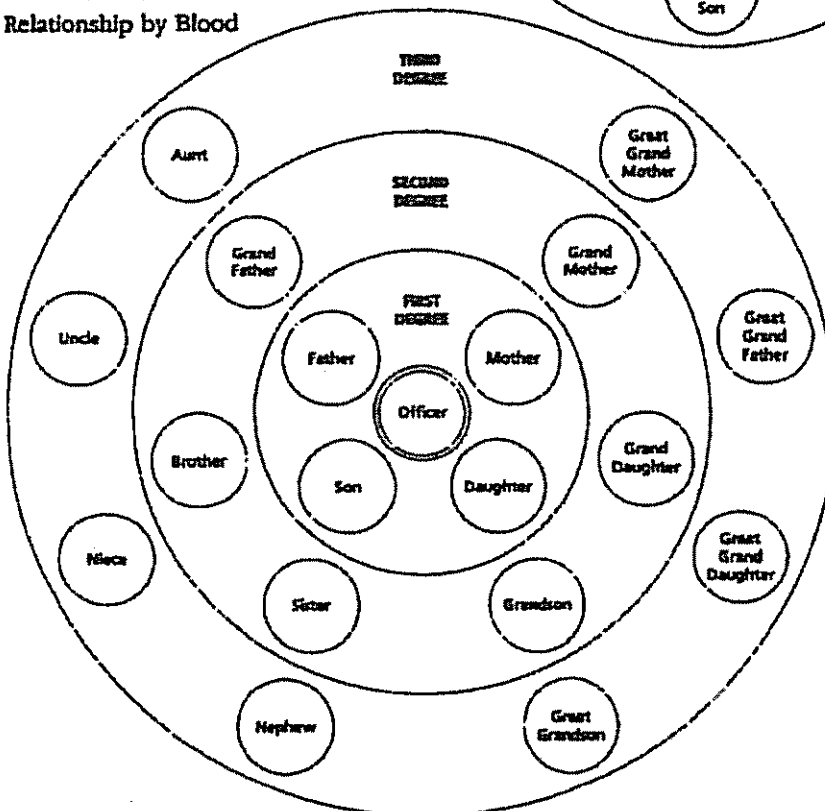 Son
Relationship by Blood
THIRD
DEGREE
Aunt
Great
Grand
Mother
SECOND
DEGREE
Grand
Father
Grand
Mother
FIRST
DEGREE
Uncle
Great
Grand
Father
Father
Mother
Officer
Brother
Grand
Daughter
Son
Daughter
Niece
Great
Grand
Daughter
Sister
Grandson
Nephew
Great
Grandson